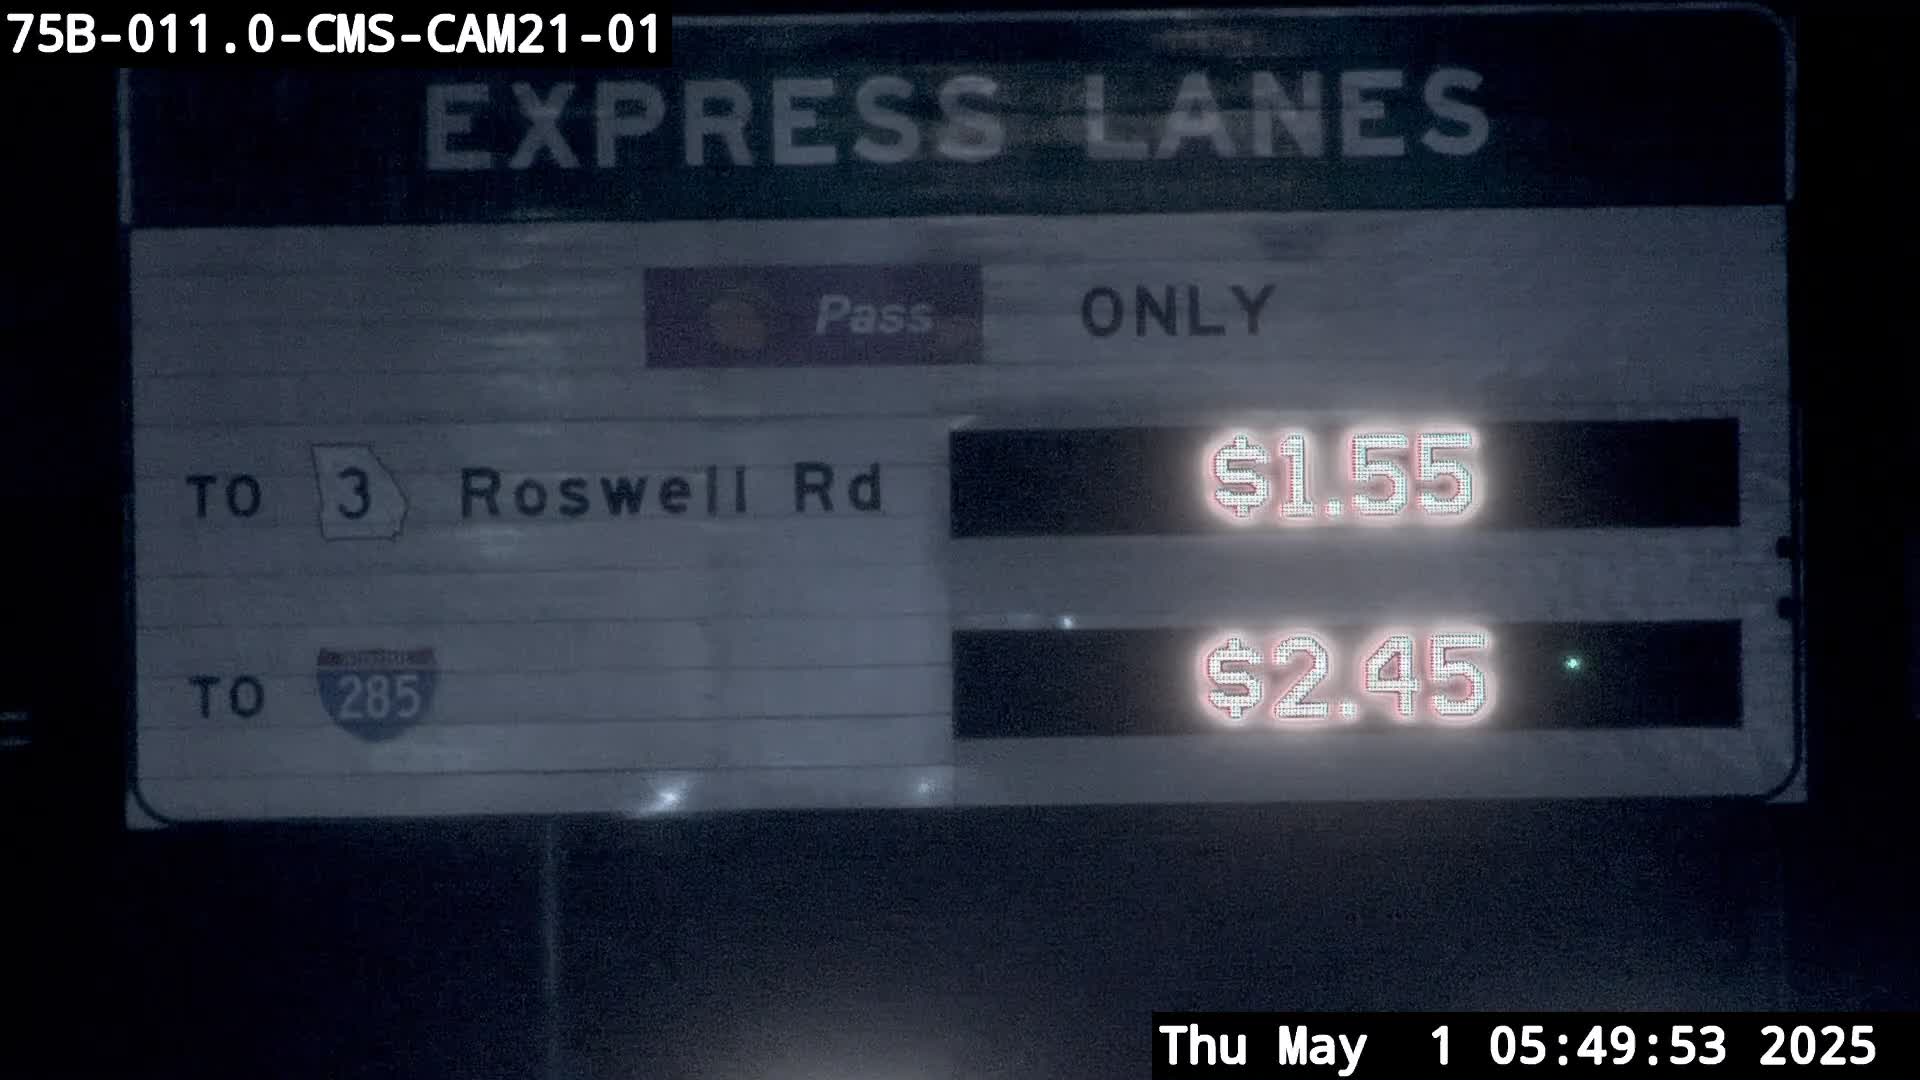 75B-011.0-CMS-CAM21-01
EXPRESS LANES
Pass ONLY
TO 3 Roswell Rd $1.55
TO 285 $2.45
Thu May 1 05:49:53 2025